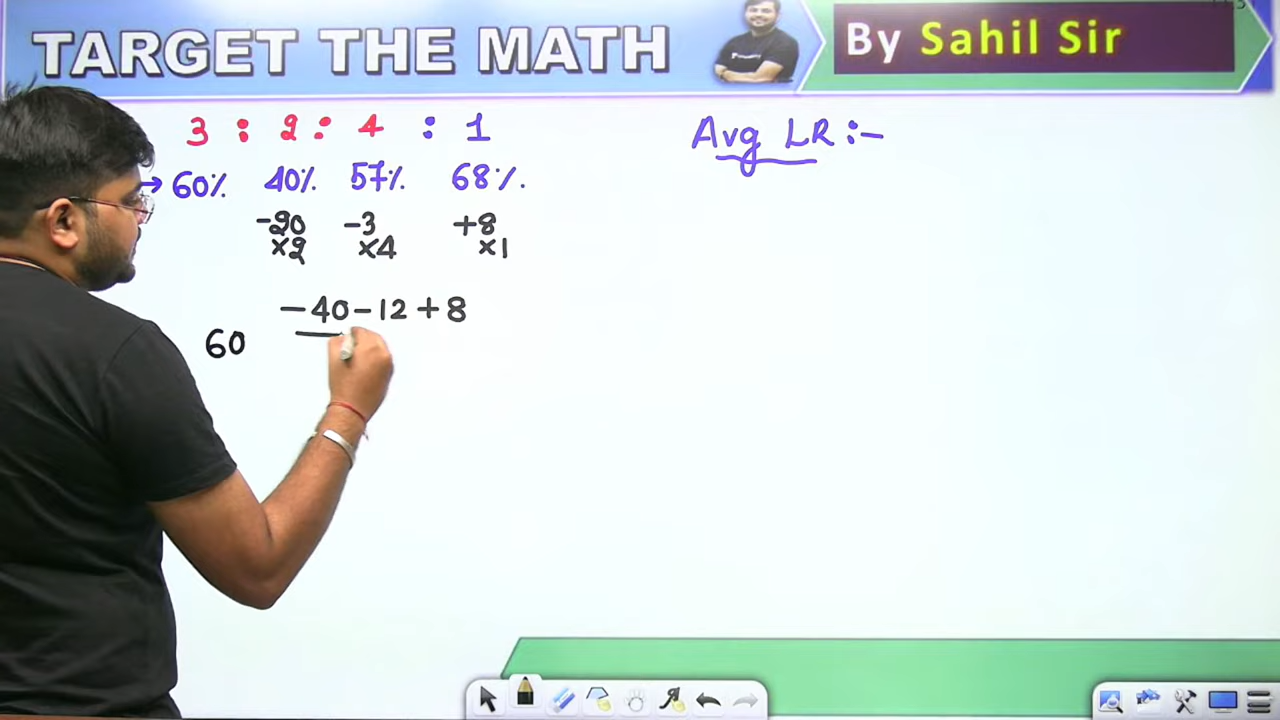 TARGET THE MATH
By Sahil Sir
3 : 2 : 4 : 1
→ 60% 40% 57% 68%
-20 -3 +8
×2 ×4 ×1
-40-12+8
60
Avg LR :-